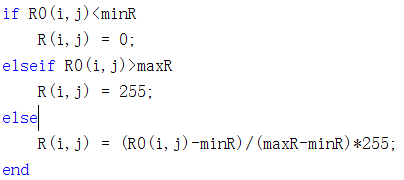 if R0(i,j)<minR
    R(i,j) = 0;
elseif R0(i,j)>maxR
    R(i,j) = 255;
else
    R(i,j) = (R0(i,j)-minR)/(maxR-minR)*255;
end